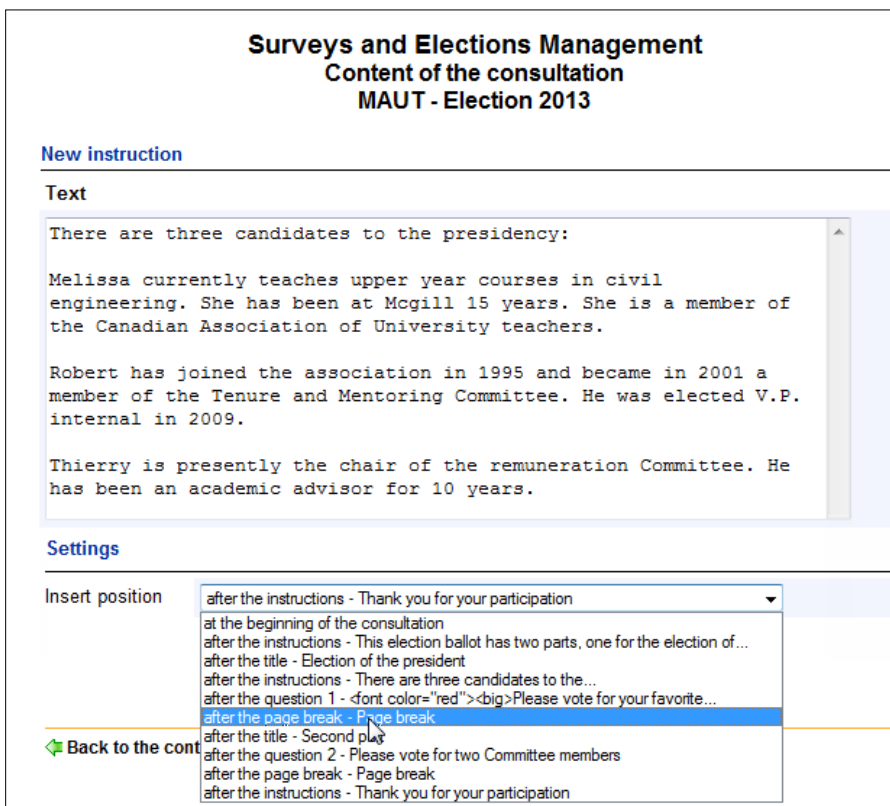 Surveys and Elections Management
Content of the consultation
MAUT - Election 2013
New instruction
Text
There are three candidates to the presidency:
Melissa currently teaches upper year courses in civil
engineering. She has been at Mcgill 15 years. She is a member of
the Canadian Association of University teachers.
Robert has joined the association in 1995 and became in 2001 a
member of the Tenure and Mentoring Committee. He was elected V.P.
internal in 2009.
Thierry is presently the chair of the remuneration Committee. He
has been an academic advisor for 10 years.
Settings
Insert position
after the instructions - Thank you for your participation
at the beginning of the consultation
after the instructions - This election ballot has two parts, one for the election of...
after the title - Election of the president
after the instructions - There are three candidates to the...
after the question 1 - <font color="red"><big>Please vote for your favorite...
after the page break - Page break
after the title - Second
after the question 2 - Please vote for two Committee members
after the page break - Page break
after the instructions - Thank you for your participation
Back to the cont